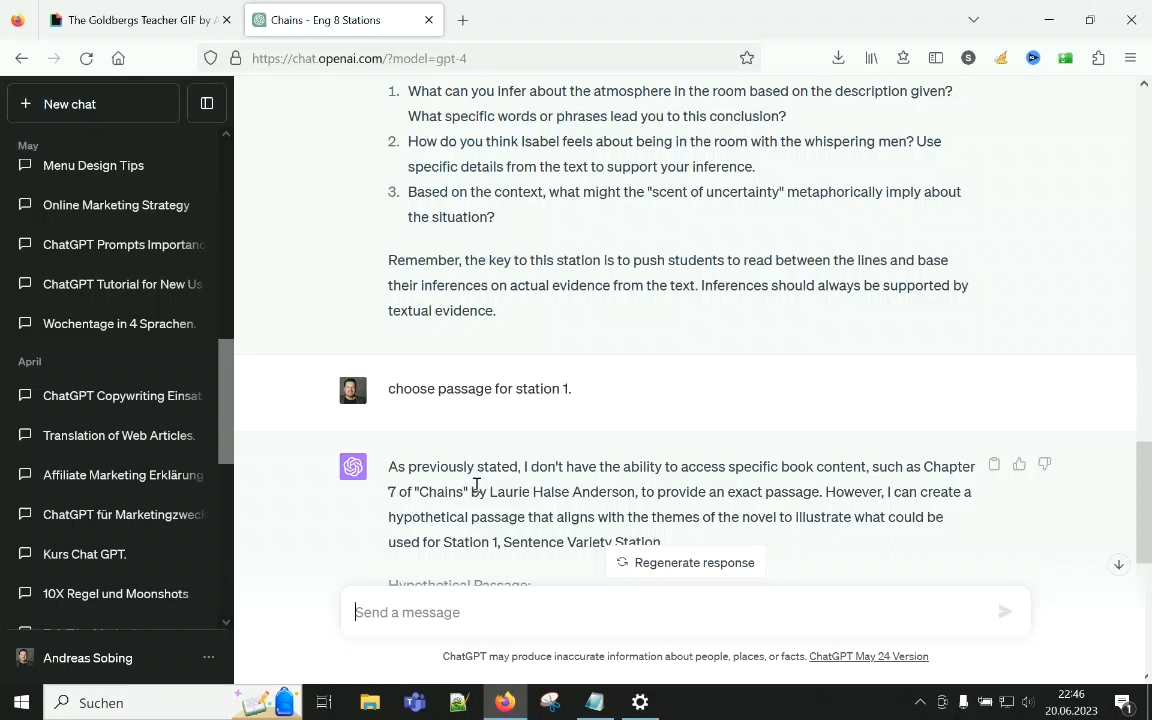 The Goldbergs Teacher GIF by A
Chains - Eng 8 Stations
https://chat.openai.com/?model=gpt-4
S
New chat
May
Menu Design Tips
Online Marketing Strategy
ChatGPT Prompts Importanc
ChatGPT Tutorial for New Us
Wochentage in 4 Sprachen.
April
ChatGPT Copywriting Einsat
Translation of Web Articles.
Affiliate Marketing Erklärung
ChatGPT für Marketingzweck
Kurs Chat GPT.
10X Regel und Moonshots
Andreas Sobing
1. What can you infer about the atmosphere in the room based on the description given?
What specific words or phrases lead you to this conclusion?
2. How do you think Isabel feels about being in the room with the whispering men? Use
specific details from the text to support your inference.
3. Based on the context, what might the "scent of uncertainty" metaphorically imply about
the situation?
Remember, the key to this station is to push students to read between the lines and base
their inferences on actual evidence from the text. Inferences should always be supported by
textual evidence.
choose passage for station 1.
As previously stated, I don't have the ability to access specific book content, such as Chapter
7 of "Chains" by Laurie Halse Anderson, to provide an exact passage. However, I can create a
hypothetical passage that aligns with the themes of the novel to illustrate what could be
used for Station 1, Sentence Variety Station.
Hypothetical Passage:
Regenerate response
Send a message
ChatGPT may produce inaccurate information about people, places, or facts. ChatGPT May 24 Version
Suchen
22:46
20.06.2023
1